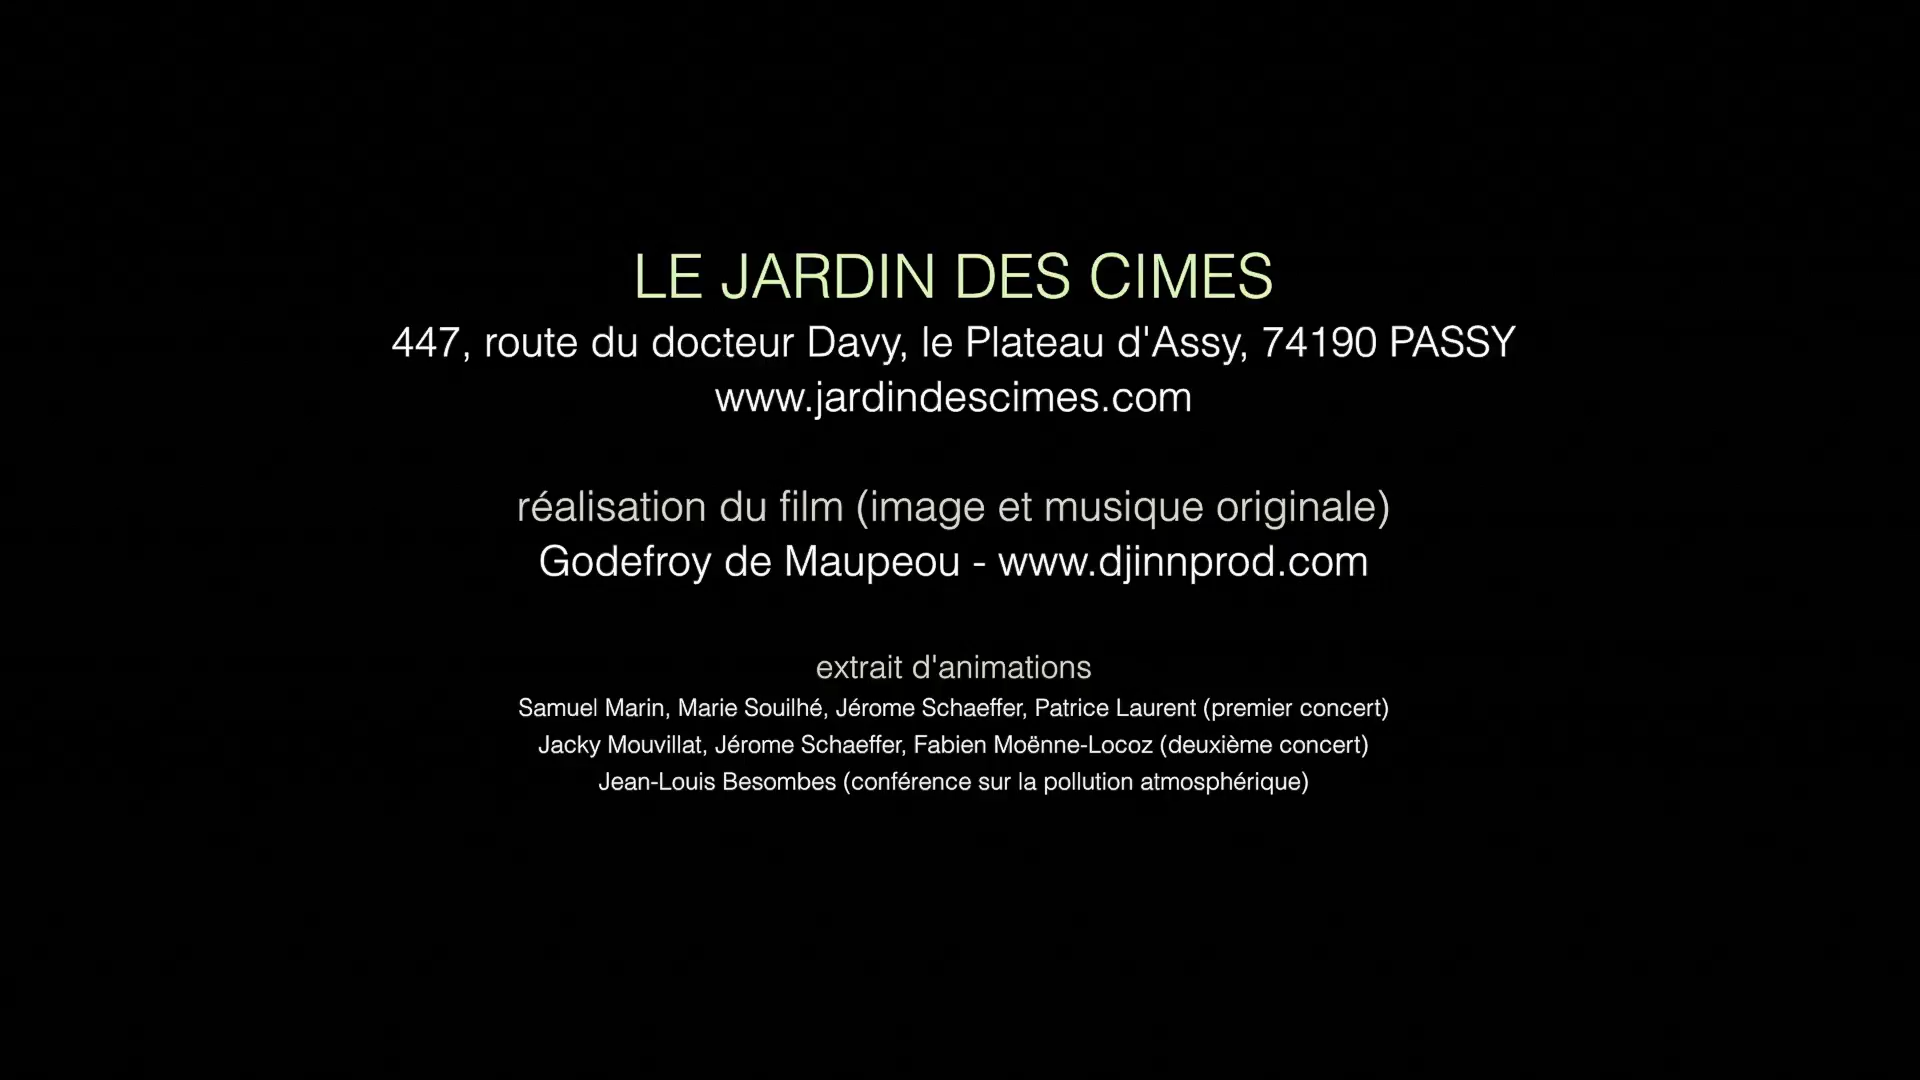 LE JARDIN DES CIMES
447, route du docteur Davy, le Plateau d'Assy, 74190 PASSY
www.jardindescimes.com
réalisation du film (image et musique originale)
Godefroy de Maupeou - www.djinnprod.com
extrait d'animations
Samuel Marin, Marie Souilhé, Jérome Schaeffer, Patrice Laurent (premier concert)
Jacky Mouvillat, Jérome Schaeffer, Fabien Moënne-Locoz (deuxième concert)
Jean-Louis Besombes (conférence sur la pollution atmosphérique)